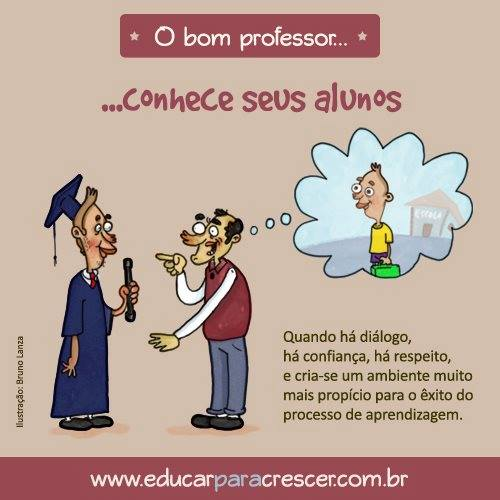 O bom professor...
...conhece seus alunos
ESCOLA
Quando há diálogo,
há confiança, há respeito,
e cria-se um ambiente muito
mais propício para o êxito do
processo de aprendizagem.
Ilustração: Bruno Lanza
www.educarparacrescer.com.br